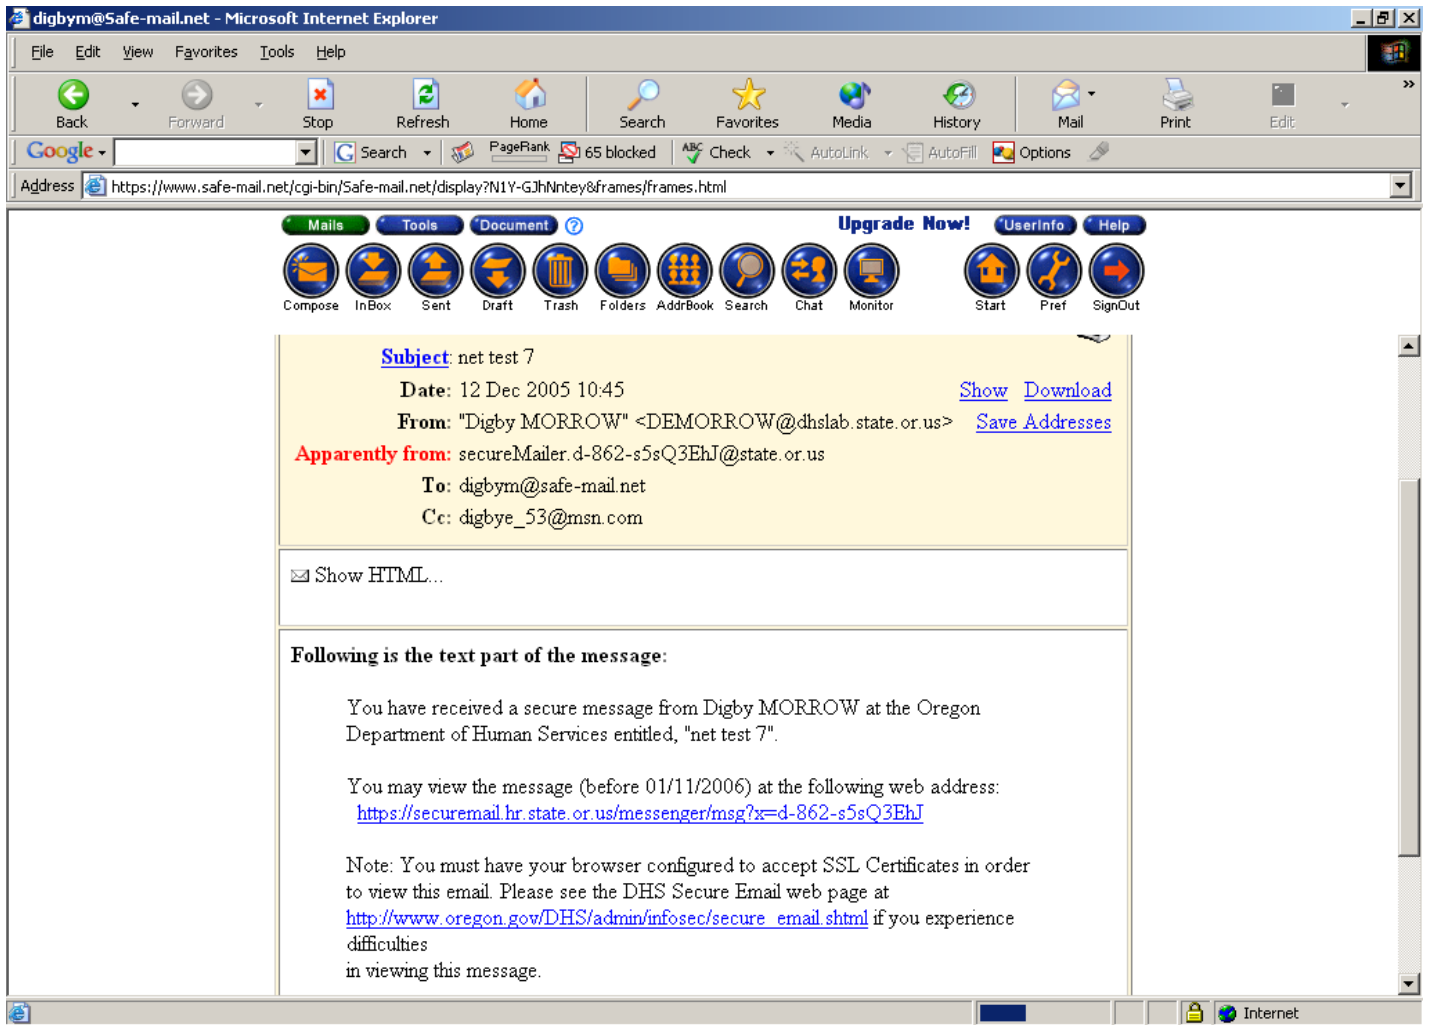 digbym@Safe-mail.net - Microsoft Internet Explorer
File Edit View Favorites Tools Help
Back Forward Stop Refresh Home Search Favorites Media History Mail Print Edit
Google Search PageRank 65 blocked ABC Check AutoLink AutoFill Options
Address https://www.safe-mail.net/cgi-bin/Safe-mail.net/display?N1Y-GJhNntey&frames/frames.html
Mails Tools Document ? Upgrade Now! UserInfo Help
Compose InBox Sent Draft Trash Folders AddrBook Search Chat Monitor Start Pref SignOut
Subject: net test 7
Date: 12 Dec 2005 10:45 Show Download
From: "Digby MORROW" <DEMORROW@dhslab.state.or.us> Save Addresses
Apparently from: secureMailer.d-862-s5sQ3EhJ@state.or.us
To: digbym@safe-mail.net
Cc: digbye_53@msn.com
Show HTML...
Following is the text part of the message:
You have received a secure message from Digby MORROW at the Oregon
Department of Human Services entitled, "net test 7".
You may view the message (before 01/11/2006) at the following web address:
https://securemail.hr.state.or.us/messenger/msg?x=d-862-s5sQ3EhJ
Note: You must have your browser configured to accept SSL Certificates in order
to view this email. Please see the DHS Secure Email web page at
http://www.oregon.gov/DHS/admin/infosec/secure_email.shtml if you experience
difficulties
in viewing this message.
Internet